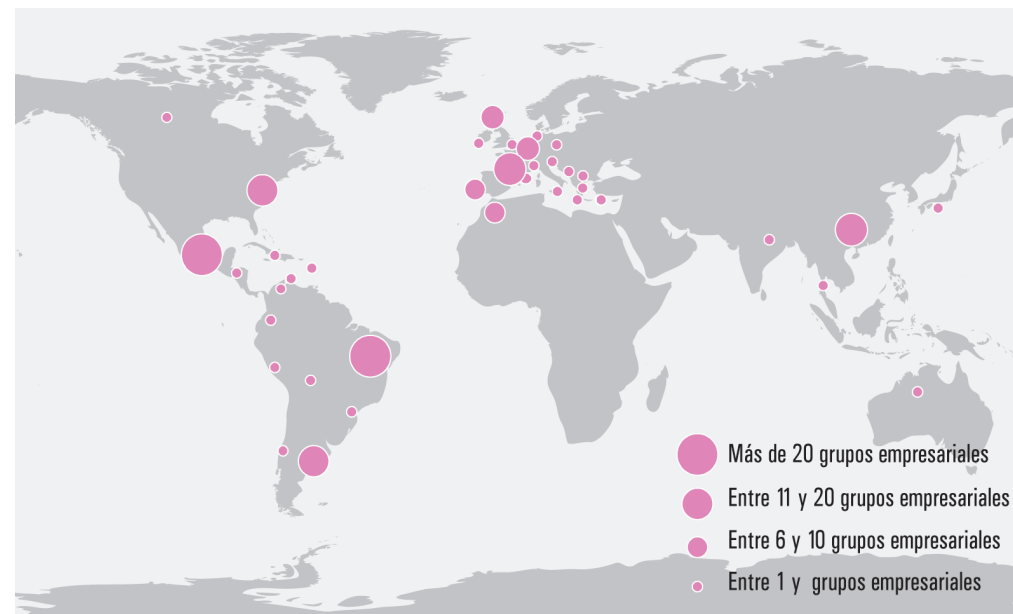 Más de 20 grupos empresariales
Entre 11 y 20 grupos empresariales
Entre 6 y 10 grupos empresariales
Entre 1 y grupos empresariales